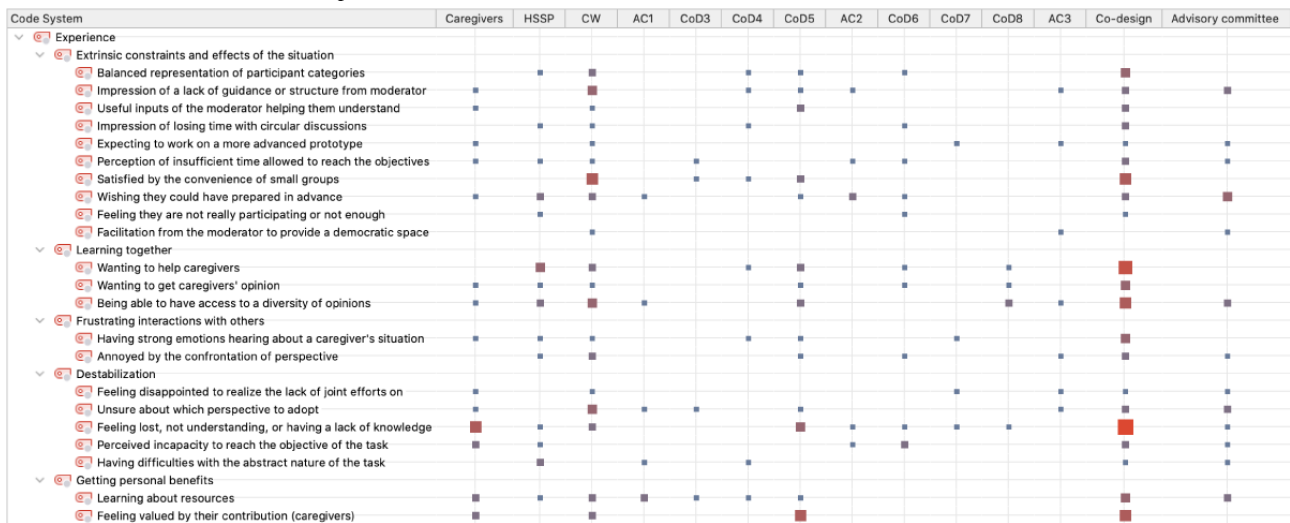 Code System Caregivers HSSP CW AC1 CoD3 CoD4 CoD5 AC2 CoD6 CoD7 CoD8 AC3 Co-design Advisory committee
Experience
Extrinsic constraints and effects of the situation
Balanced representation of participant categories
Impression of a lack of guidance or structure from moderator
Useful inputs of the moderator helping them understand
Impression of losing time with circular discussions
Expecting to work on a more advanced prototype
Perception of insufficient time allowed to reach the objectives
Satisfied by the convenience of small groups
Wishing they could have prepared in advance
Feeling they are not really participating or not enough
Facilitation from the moderator to provide a democratic space
Learning together
Wanting to help caregivers
Wanting to get caregivers' opinion
Being able to have access to a diversity of opinions
Frustrating interactions with others
Having strong emotions hearing about a caregiver's situation
Annoyed by the confrontation of perspective
Destabilization
Feeling disappointed to realize the lack of joint efforts on
Unsure about which perspective to adopt
Feeling lost, not understanding, or having a lack of knowledge
Perceived incapacity to reach the objective of the task
Having difficulties with the abstract nature of the task
Getting personal benefits
Learning about resources
Feeling valued by their contribution (caregivers)